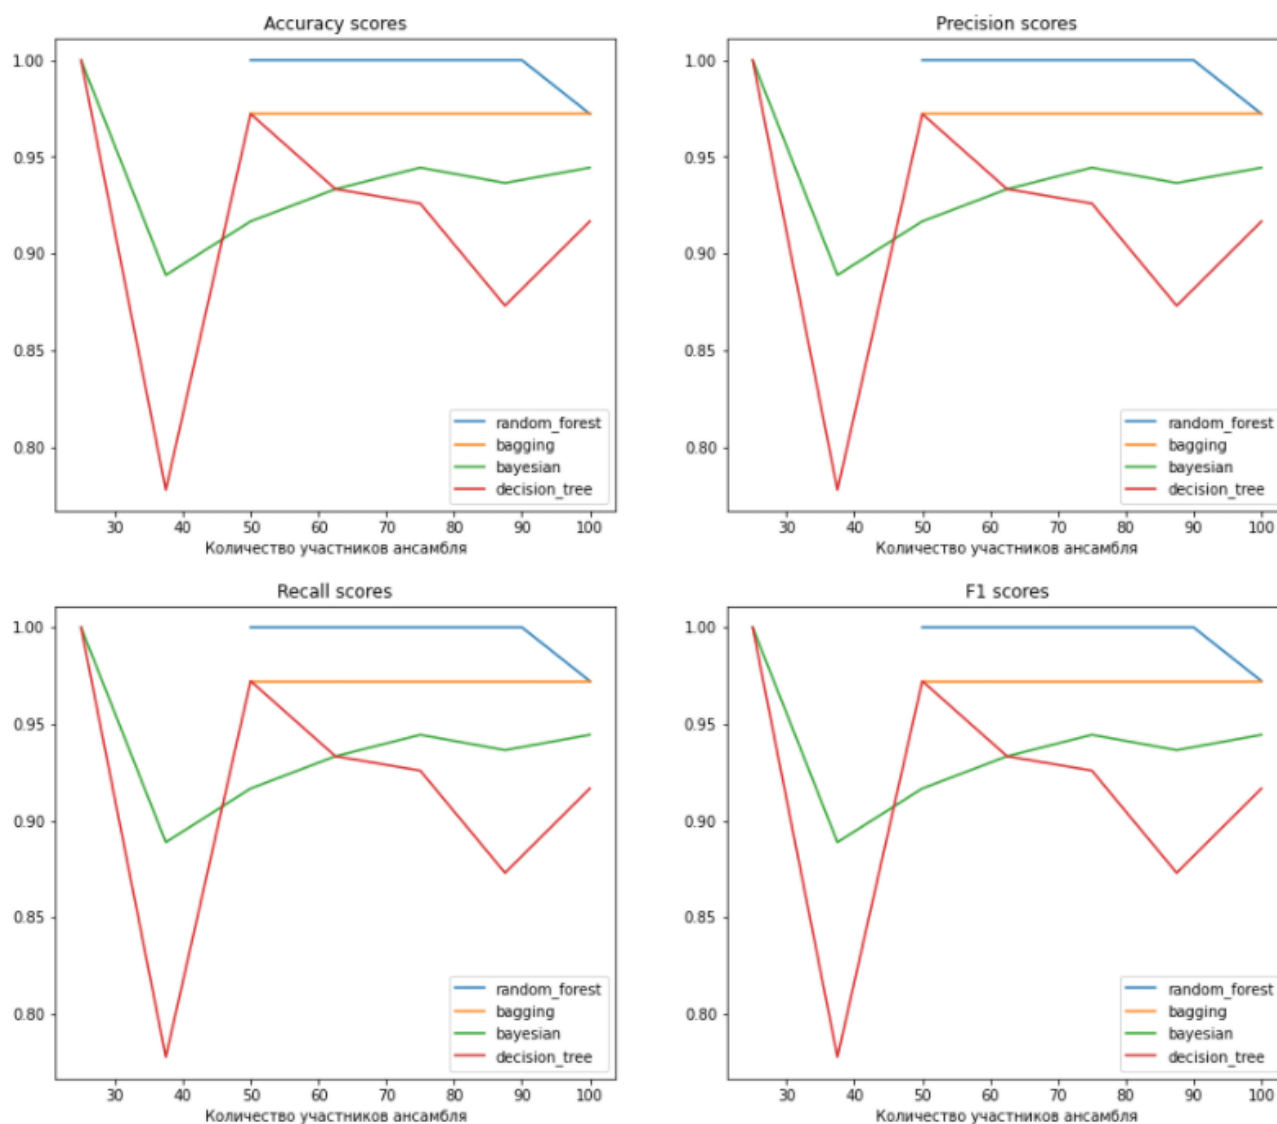 Accuracy scores
1.00
0.95
0.90
0.85
0.80
random_forest
bagging
bayesian
decision_tree
30 40 50 60 70 80 90 100
Количество участников ансамбля
Precision scores
1.00
0.95
0.90
0.85
0.80
random_forest
bagging
bayesian
decision_tree
30 40 50 60 70 80 90 100
Количество участников ансамбля
Recall scores
1.00
0.95
0.90
0.85
0.80
random_forest
bagging
bayesian
decision_tree
30 40 50 60 70 80 90 100
Количество участников ансамбля
F1 scores
1.00
0.95
0.90
0.85
0.80
random_forest
bagging
bayesian
decision_tree
30 40 50 60 70 80 90 100
Количество участников ансамбля